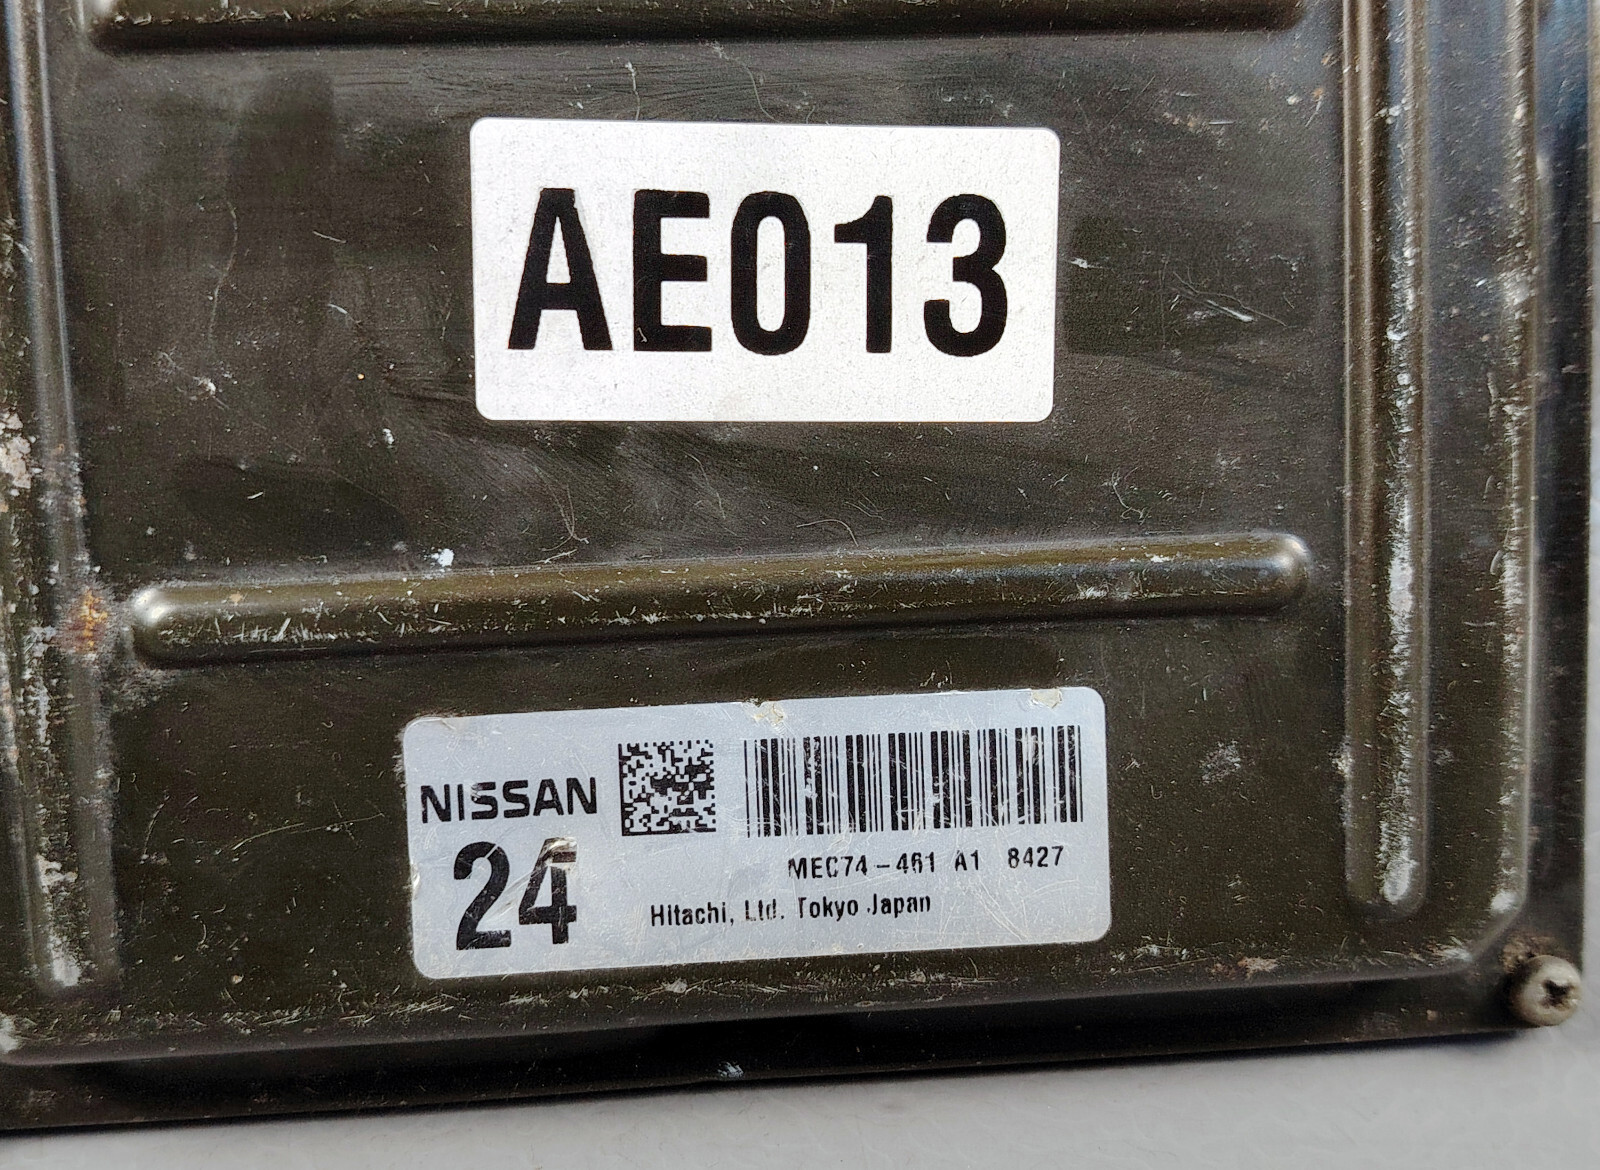 AE013
NISSAN
24
MEC74-461 A1 8427
Hitachi, Ltd. Tokyo Japan